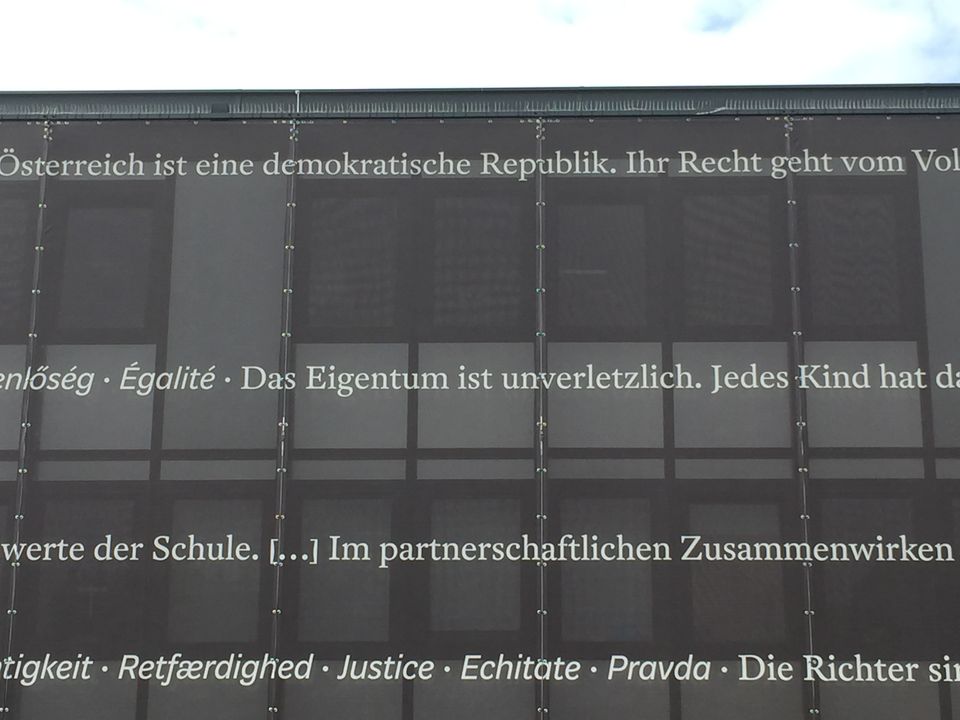 Österreich ist eine demokratische Republik. Ihr Recht geht vom Vol
enlőség · Égalité · Das Eigentum ist unverletzlich. Jedes Kind hat da
werte der Schule. [...] Im partnerschaftlichen Zusammenwirken
tigkeit · Retfærdighed · Justice · Echitate · Pravda · Die Richter sin